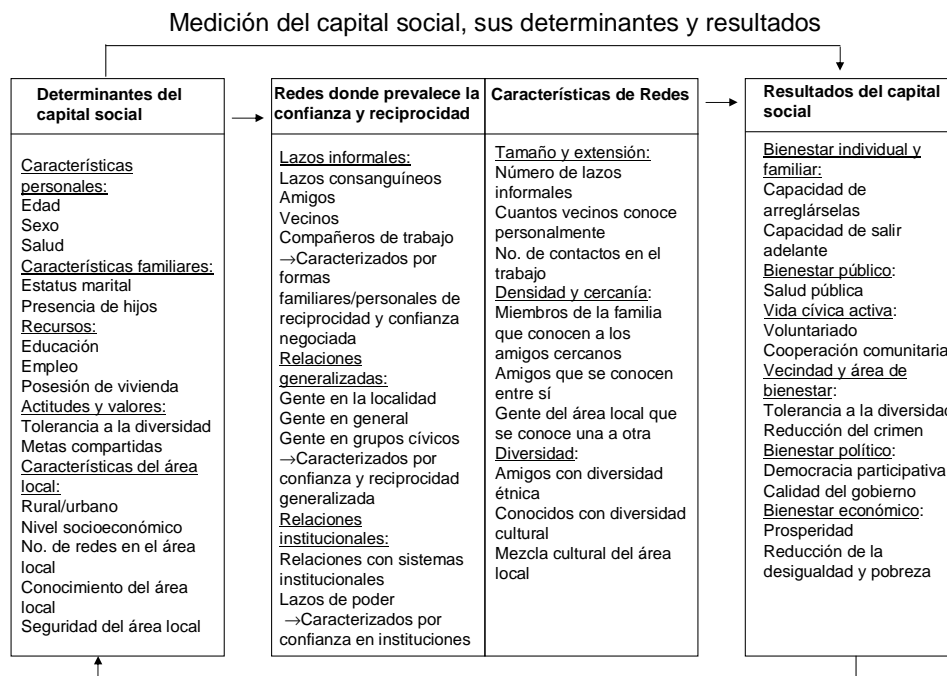 Medición del capital social, sus determinantes y resultados
Determinantes del
capital social
Características
personales:
Edad
Sexo
Salud
Características familiares:
Estatus marital
Presencia de hijos
Recursos:
Educación
Empleo
Posesión de vivienda
Actitudes y valores:
Tolerancia a la diversidad
Metas compartidas
Características del área
local:
Rural/urbano
Nivel socioeconómico
No. de redes en el área
local
Conocimiento del área
local
Seguridad del área local
Redes donde prevalece la
confianza y reciprocidad
Lazos informales:
Lazos consanguíneos
Amigos
Vecinos
Compañeros de trabajo
→Caracterizados por
formas
familiares/personales de
reciprocidad y confianza
negociada
Relaciones
generalizadas:
Gente en la localidad
Gente en general
Gente en grupos cívicos
→Caracterizados por
confianza y reciprocidad
generalizada
Relaciones
institucionales:
Relaciones con sistemas
institucionales
Lazos de poder
→Caracterizados por
confianza en instituciones
Características de Redes
Tamaño y extensión:
Número de lazos
informales
Cuantos vecinos conoce
personalmente
No. de contactos en el
trabajo
Densidad y cercanía:
Miembros de la familia
que conocen a los
amigos cercanos
Amigos que se conocen
entre sí
Gente del área local que
se conoce una a otra
Diversidad:
Amigos con diversidad
étnica
Conocidos con diversidad
cultural
Mezcla cultural del área
local
Resultados del capital
social
Bienestar individual y
familiar:
Capacidad de
arreglárselas
Capacidad de salir
adelante
Bienestar público:
Salud pública
Vida cívica activa:
Voluntariado
Cooperación comunitaria
Vecindad y área de
bienestar:
Tolerancia a la diversidad
Reducción del crimen
Bienestar político:
Democracia participativa
Calidad del gobierno
Bienestar económico:
Prosperidad
Reducción de la
desigualdad y pobreza